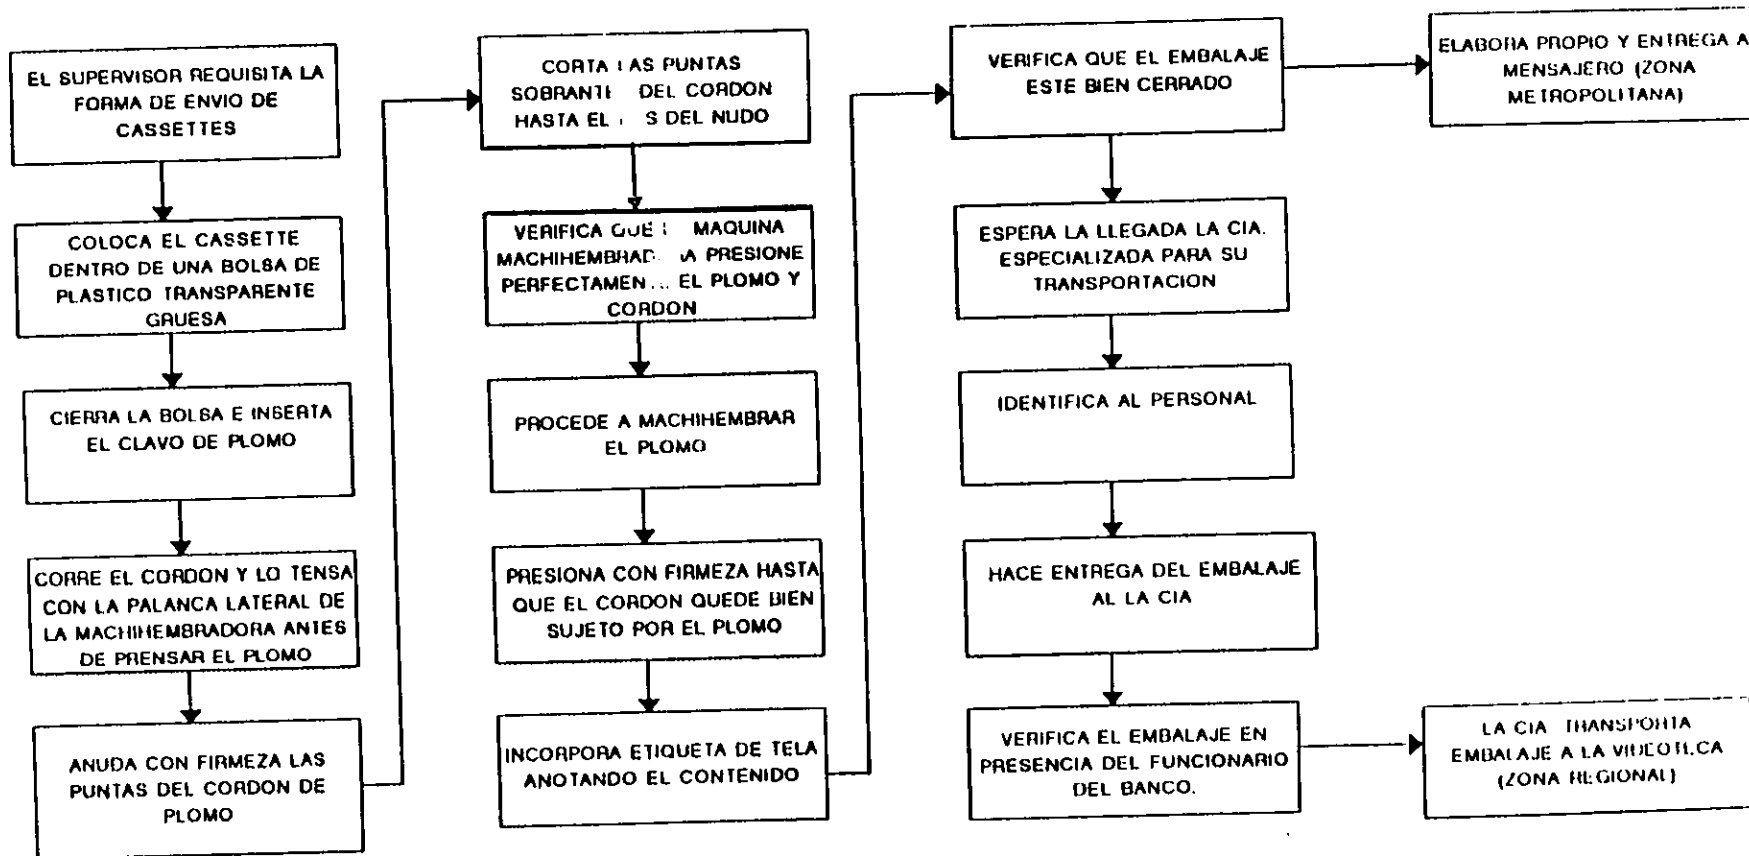 EL SUPERVISOR REQUISITA LA
FORMA DE ENVIO DE
CASSETTES
COLOCA EL CASSETTE
DENTRO DE UNA BOLSA DE
PLASTICO TRANSPARENTE
GRUESA
CIERRA LA BOLSA E INSERTA
EL CLAVO DE PLOMO
CORRE EL CORDON Y LO TENSA
CON LA PALANCA LATERAL DE
LA MACHIHEMBRADORA ANTES
DE PRENSAR EL PLOMO
ANUDA CON FIRMEZA LAS
PUNTAS DEL CORDON DE
PLOMO
CORTA LAS PUNTAS
DEL CORDON
HASTA EL DEL NUDO
VERIFICA QUE MAQUINA
PRESIONE
EL PLOMO Y
CORDON
PROCEDE A MACHIHEMBRAR
EL PLOMO
PRESIONA CON FIRMEZA HASTA
QUE EL CORDON QUEDE BIEN
SUJETO POR EL PLOMO
INCORPORA ETIQUETA DE TELA
ANOTANDO EL CONTENIDO
VERIFICA QUE EL EMBALAJE
ESTE BIEN CERRADO
ESPERA LA LLEGADA LA CIA.
ESPECIALIZADA PARA SU
TRANSPORTACION
IDENTIFICA AL PERSONAL
HACE ENTREGA DEL EMBALAJE
AL LA CIA
VERIFICA EL EMBALAJE EN
PRESENCIA DEL FUNCIONARIO
DEL BANCO.
ELABORA PROPIO Y ENTREGA A
MENSAJERO (ZONA
METROPOLITANA)
LA CIA TRANSPORTA
EMBALAJE A LA VIDEOTECA
(ZONA REGIONAL)